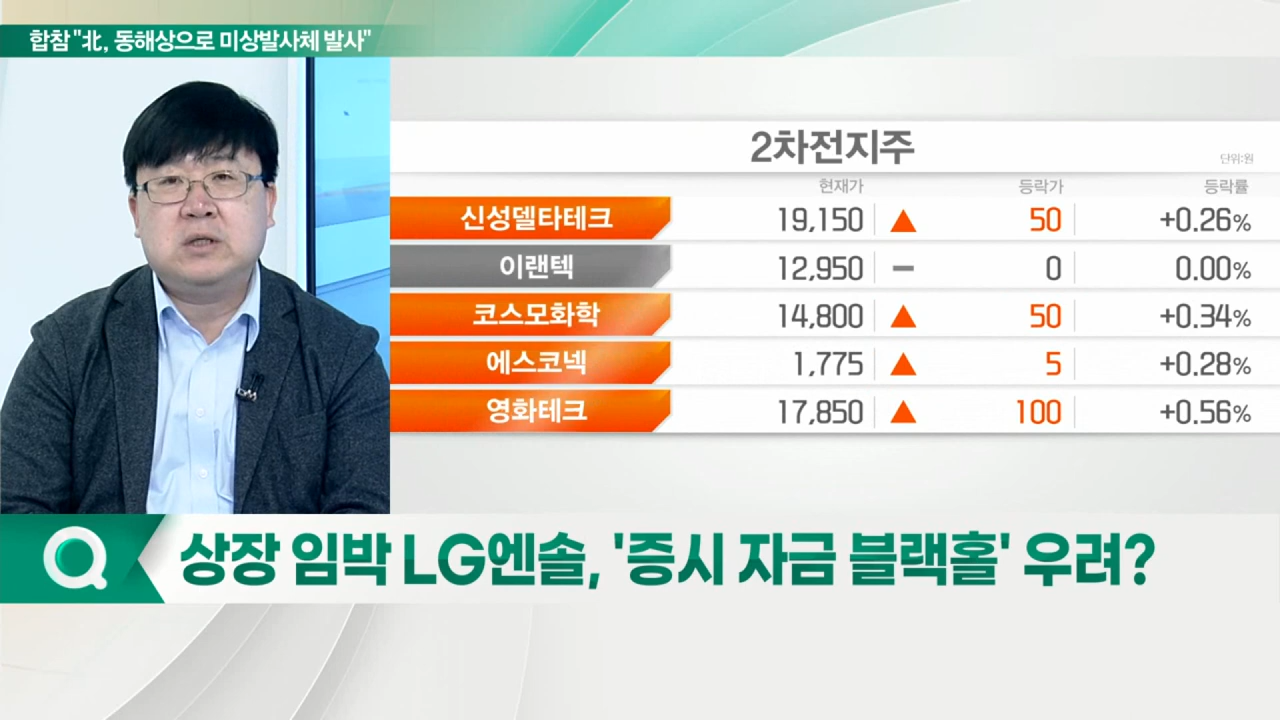 합참 "北, 동해상으로 미상발사체 발사"
2차전지주
단위:원
현재가 등락가 등락률
신성델타테크 19,150 ▲ 50 +0.26%
이랜텍 12,950 － 0 0.00%
코스모화학 14,800 ▲ 50 +0.34%
에스코넥 1,775 ▲ 5 +0.28%
영화테크 17,850 ▲ 100 +0.56%
Q 상장 임박 LG엔솔, '증시 자금 블랙홀' 우려?